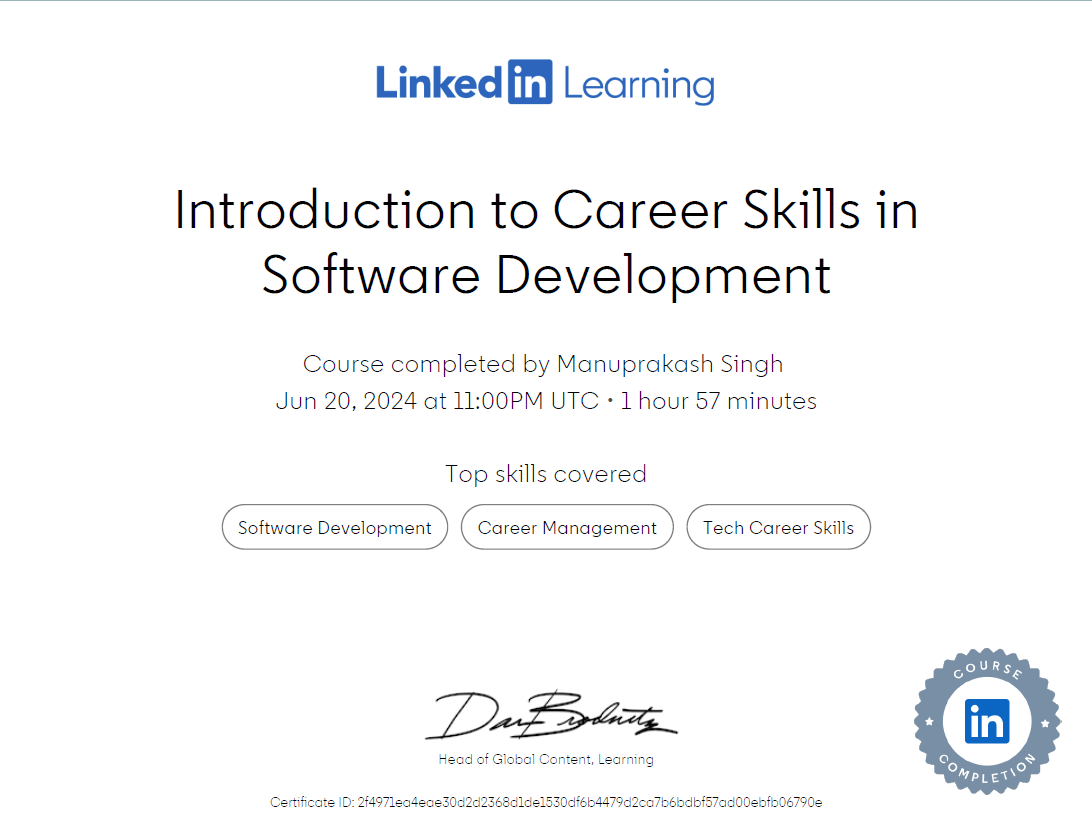 LinkedIn Learning
Introduction to Career Skills in
Software Development
Course completed by Manuprakash Singh
Jun 20, 2024 at 11:00PM UTC • 1 hour 57 minutes
Top skills covered
Software Development Career Management Tech Career Skills
Dan Brodnitz
Head of Global Content, Learning
Certificate ID: 2f4971ea4eae30d2d2368d1de1530df6b4479d2ca7b6bdbf57ad00ebfb06790e
COURSE
in
COMPLETION